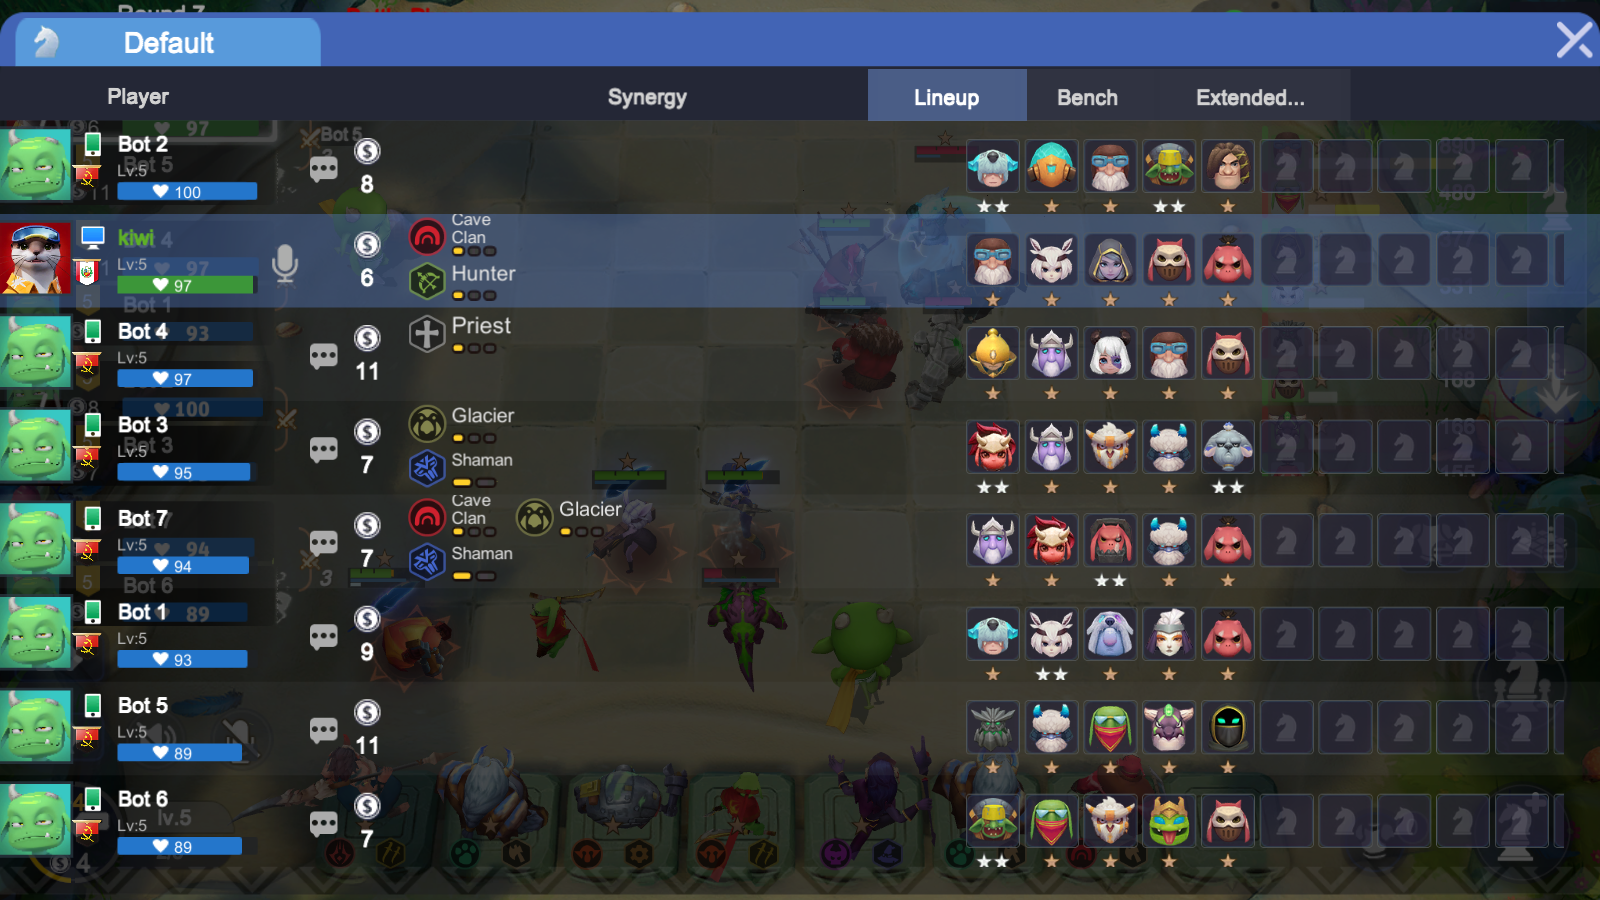 Round 7
Default
Player
Synergy
Lineup
Bench
Extended...
Bot 2
Lv:5
100
8
kiwi
Lv:5
97
6
Cave
Clan
Hunter
Bot 4
Lv:5
97
11
Priest
Bot 3
Lv:5
95
7
Glacier
Shaman
Bot 7
Lv:5
94
7
Cave
Clan
Glacier
Shaman
Bot 1
Lv:5
93
9
Bot 5
Lv:5
89
11
Bot 6
Lv:5
89
7